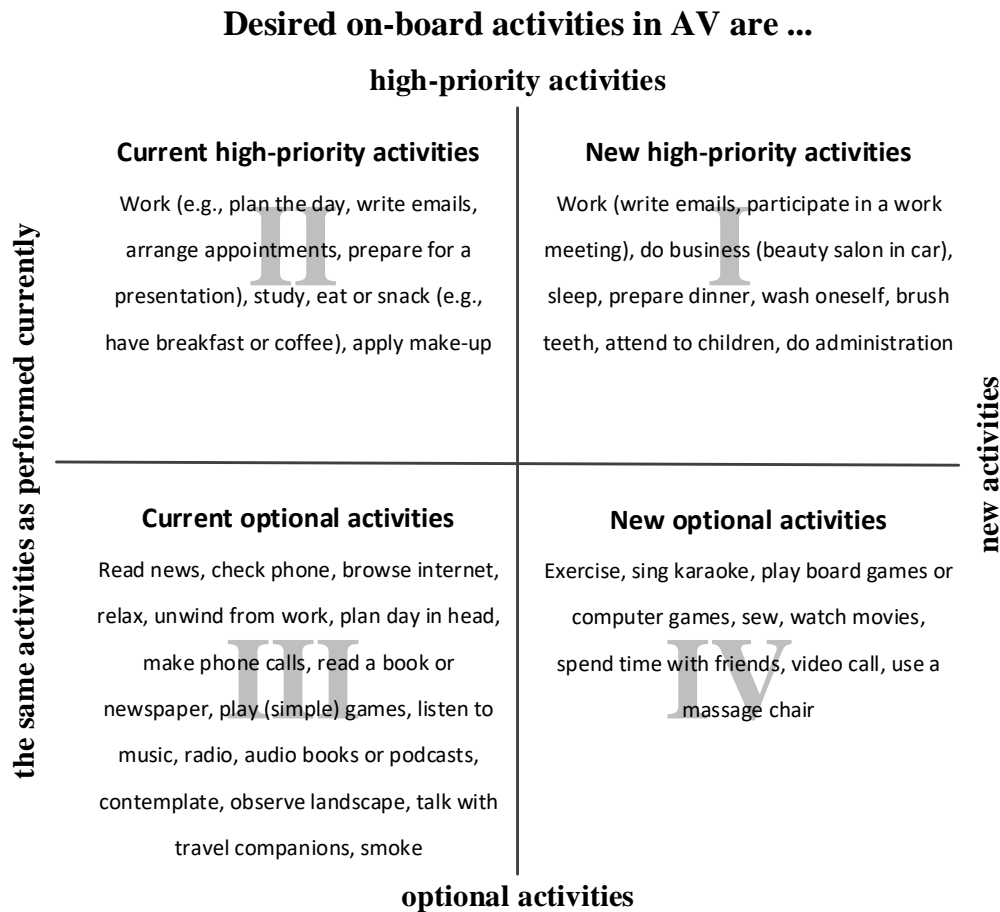 Desired on-board activities in AV are ...
high-priority activities
the same activities as performed currently
Current high-priority activities
Work (e.g., plan the day, write emails,
arrange appointments, prepare for a
presentation), study, eat or snack (e.g.,
have breakfast or coffee), apply make-up
II
New high-priority activities
Work (write emails, participate in a work
meeting), do business (beauty salon in car),
sleep, prepare dinner, wash oneself, brush
teeth, attend to children, do administration
I
new activities
Current optional activities
Read news, check phone, browse internet,
relax, unwind from work, plan day in head,
make phone calls, read a book or
newspaper, play (simple) games, listen to
music, radio, audio books or podcasts,
contemplate, observe landscape, talk with
travel companions, smoke
III
New optional activities
Exercise, sing karaoke, play board games or
computer games, sew, watch movies,
spend time with friends, video call, use a
massage chair
IV
optional activities